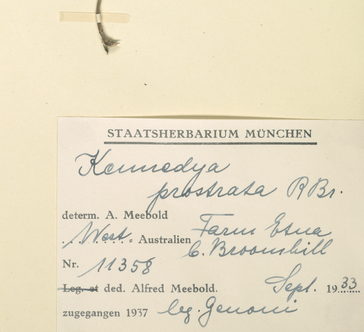 STAATSHERBARIUM MÜNCHEN
Kennedya
prostrata R Br.
determ. A. Meebold
West. Australien Farm Etna
b. Broomhill
Nr. 11358
Leg. et ded. Alfred Meebold. Sept. 1933
zugegangen 1937 leg. Genoni